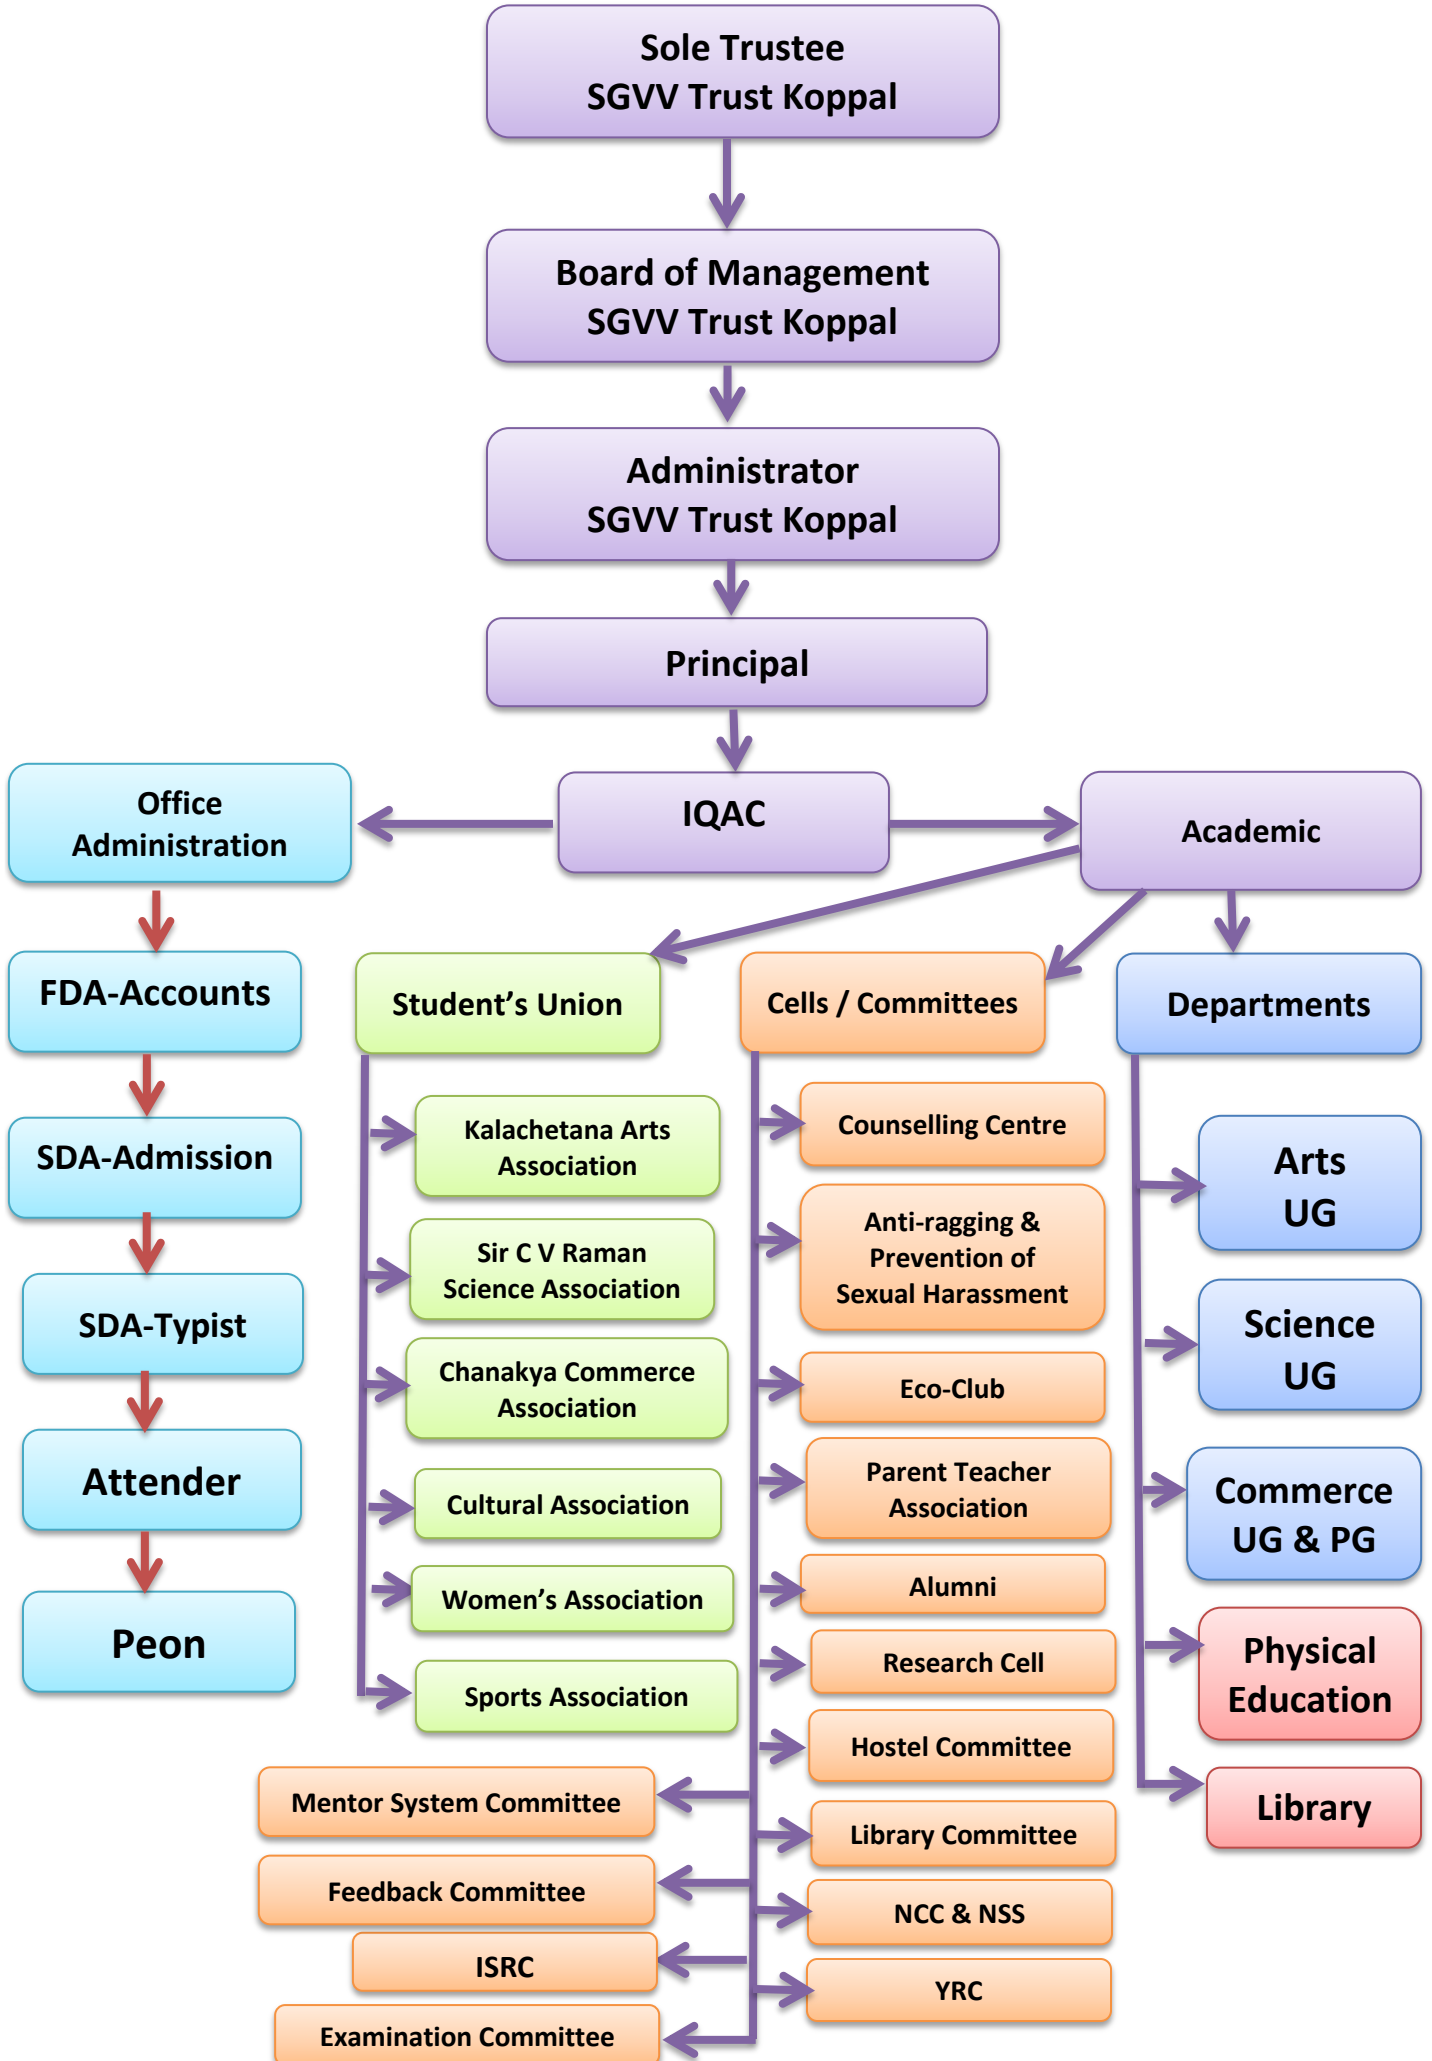 Sole Trustee
SGVV Trust Koppal
Board of Management
SGVV Trust Koppal
Administrator
SGVV Trust Koppal
Principal
IQAC
Office
Administration
Academic
FDA-Accounts
SDA-Admission
SDA-Typist
Attender
Peon
Student’s Union
Kalachetana Arts
Association
Sir C V Raman
Science Association
Chanakya Commerce
Association
Cultural Association
Women’s Association
Sports Association
Cells / Committees
Counselling Centre
Anti-ragging &
Prevention of
Sexual Harassment
Eco-Club
Parent Teacher
Association
Alumni
Research Cell
Hostel Committee
Library Committee
NCC & NSS
YRC
Mentor System Committee
Feedback Committee
ISRC
Examination Committee
Departments
Arts
UG
Science
UG
Commerce
UG & PG
Physical
Education
Library